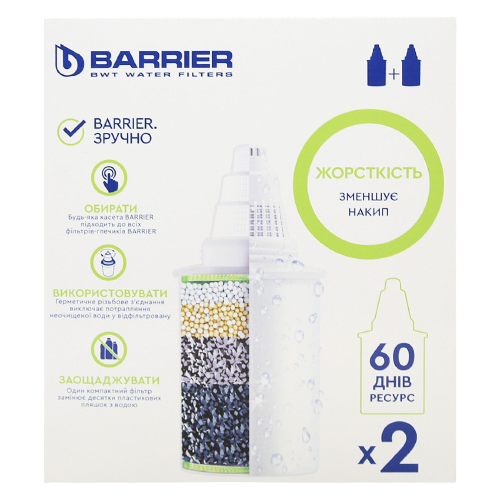 BARRIER
BWT WATER FILTERS
+
BARRIER.
ЗРУЧНО
ЖОРСТКІСТЬ
ЗМЕНШУЄ
НАКИП
ОБИРАТИ
Будь-яка касета BARRIER
підходить до всіх
фільтрів-глечиків BARRIER
ВИКОРИСТОВУВАТИ
Герметичне різьбове з'єднання
виключає потрапляння
неочищеної води у відфільтровану
ЗАОЩАДЖУВАТИ
Один компактний фільтр
замінює десятки пластикових
пляшок з водою
60
ДНІВ
РЕСУРС
x2